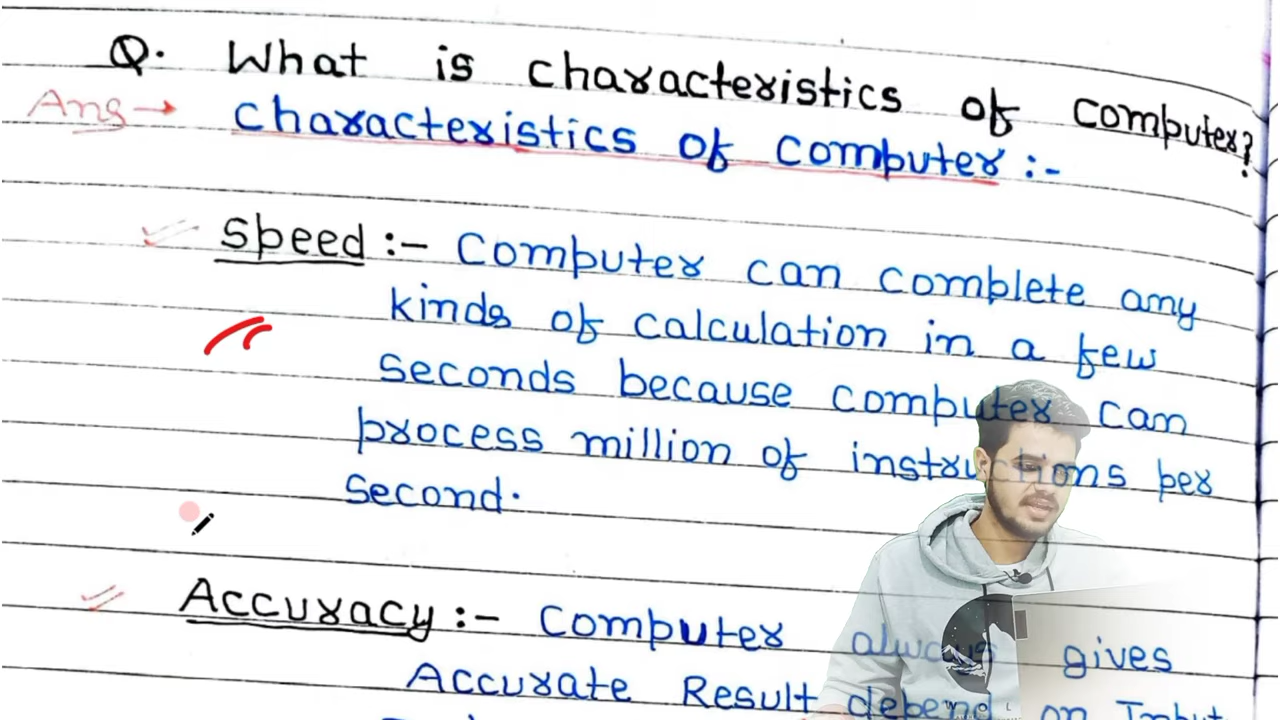 Q. What is characteristics of computer?
Ans → characteristics of computer :-
Speed :- Computer can complete any
kinds of calculation in a few
seconds because computer can
process million of instructions per
second.
Accuracy :- Computer always gives
Accurate Result depend on Input